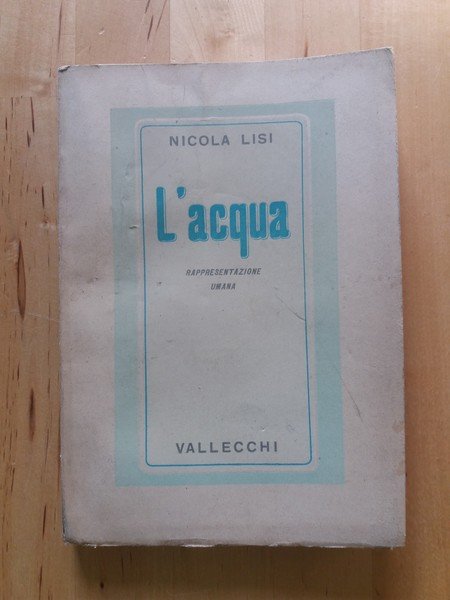 NICOLA LISI
L'acqua
RAPPRESENTAZIONE
UMANA
VALLECCHI